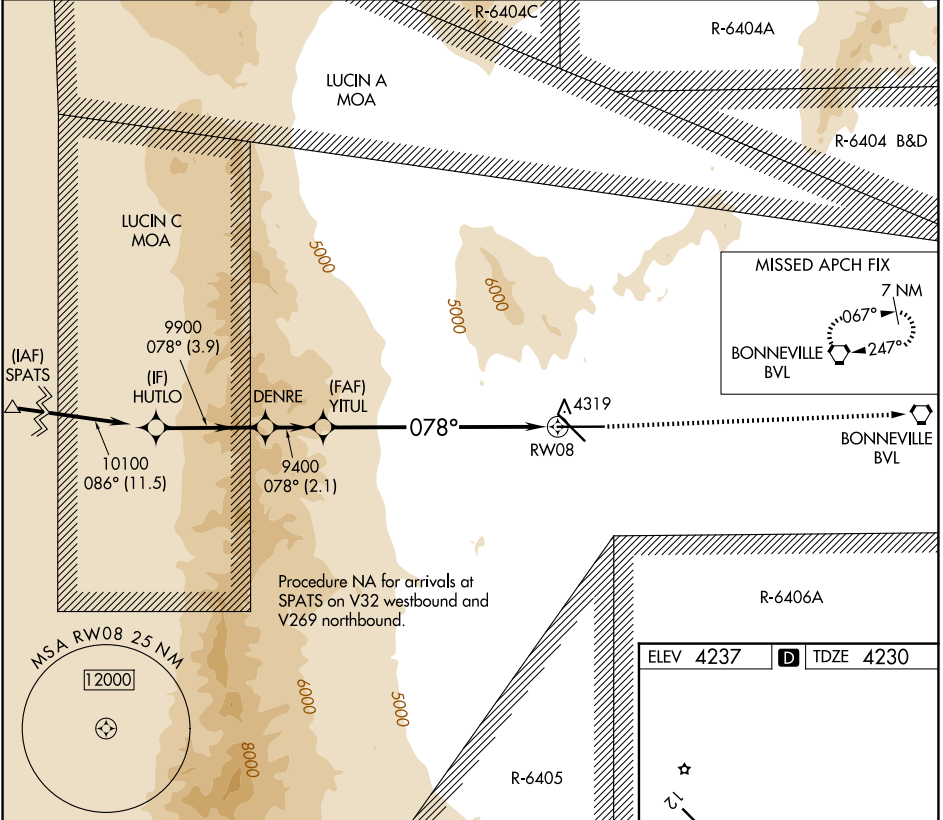 R-6404C
R-6404A
LUCIN A
MOA
R-6404 B&D
LUCIN C
MOA
5000
6000
5000
MISSED APCH FIX
7 NM
067°
247°
BONNEVILLE
BVL
9900
078° (3.9)
(IAF)
SPATS
(IF)
HUTLO
DENRE
(FAF)
YITUL
078°
4319
RW08
BONNEVILLE
BVL
10100
086° (11.5)
9400
078° (2.1)
Procedure NA for arrivals at
SPATS on V32 westbound and
V269 northbound.
R-6406A
MSA RW08 25 NM
12000
ELEV 4237
D
TDZE 4230
6000
5000
8000
R-6405
12